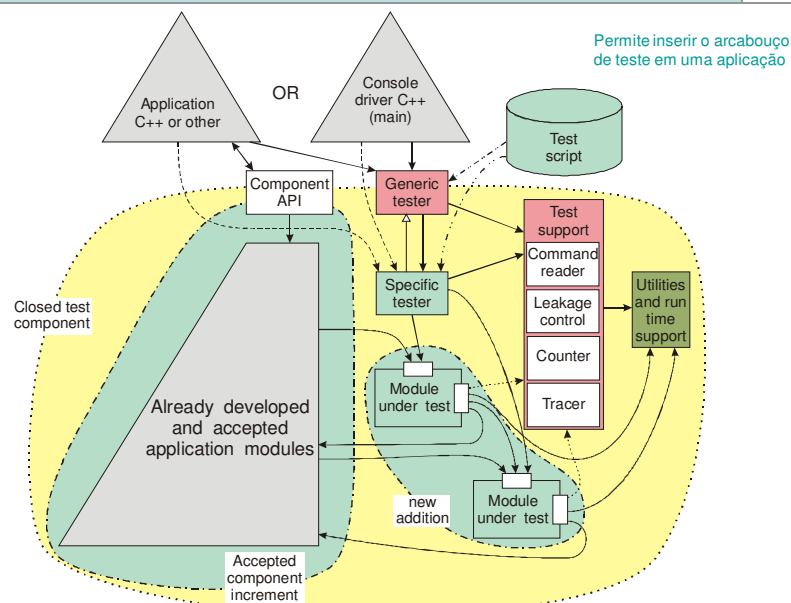 Permite inserir o arcabouço
de teste em uma aplicação
Application
C++ or other
OR
Console
driver C++
(main)
Test
script
Component
API
Generic
tester
Test
support
Command
reader
Leakage
control
Counter
Tracer
Specific
tester
Utilities
and run
time
support
Closed test
component
Module
under test
Already developed
and accepted
application modules
new
addition
Module
under test
Accepted
component
increment